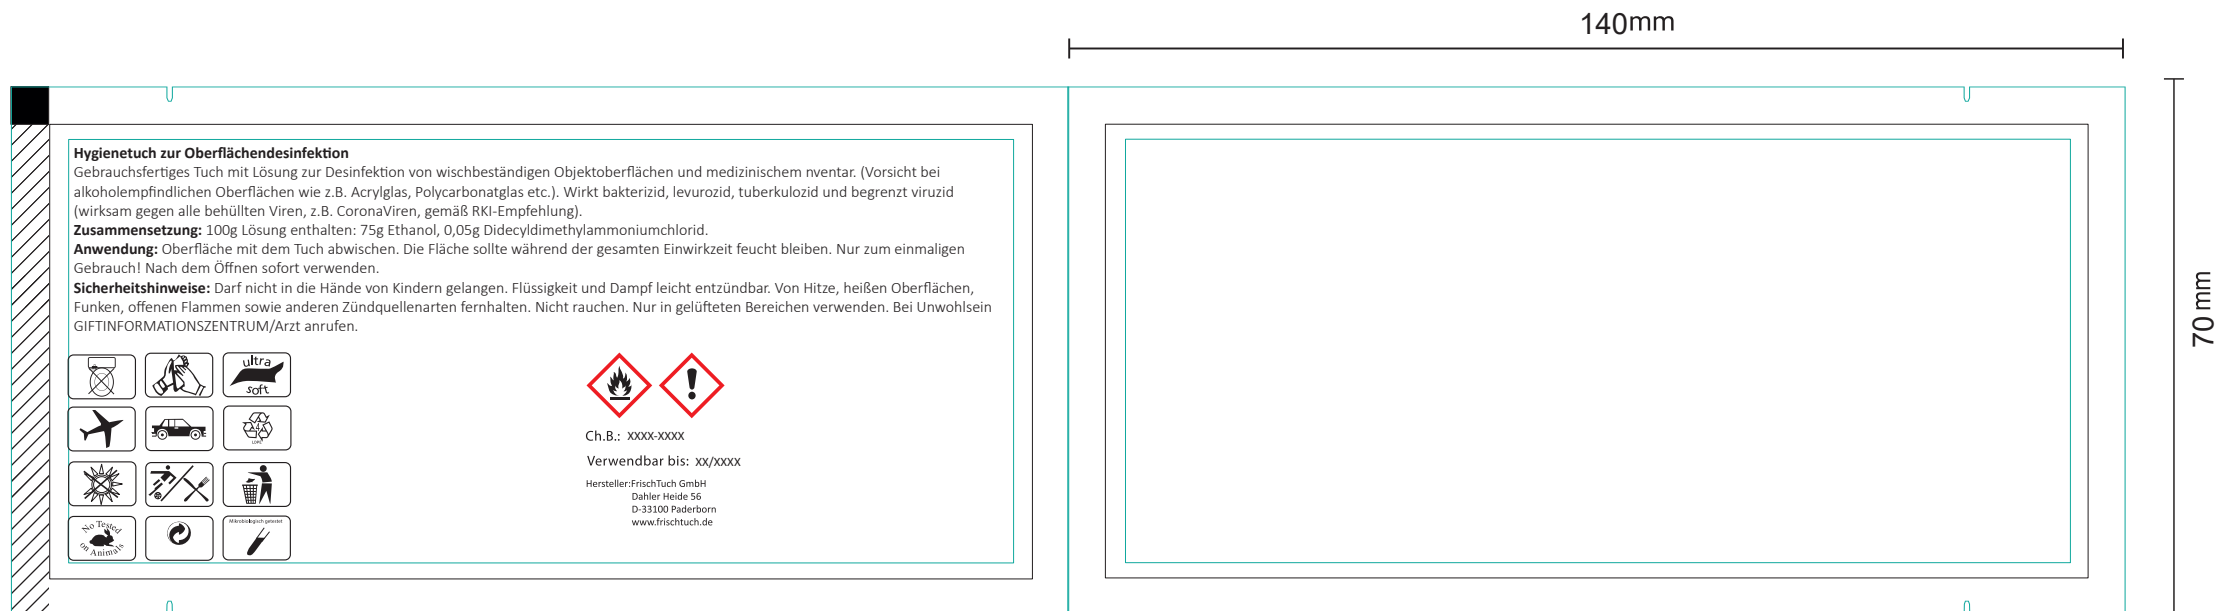 140mm
Hygienetuch zur Oberflächendesinfektion
Gebrauchsfertiges Tuch mit Lösung zur Desinfektion von wischbeständigen Objektoberflächen und medizinischem nventar. (Vorsicht bei
alkoholempfindlichen Oberflächen wie z.B. Acrylglas, Polycarbonatglas etc.). Wirkt bakterizid, levurozid, tuberkulozid und begrenzt viruzid
(wirksam gegen alle behüllten Viren, z.B. CoronaViren, gemäß RKI-Empfehlung).
Zusammensetzung: 100g Lösung enthalten: 75g Ethanol, 0,05g Didecyldimethylammoniumchlorid.
Anwendung: Oberfläche mit dem Tuch abwischen. Die Fläche sollte während der gesamten Einwirkzeit feucht bleiben. Nur zum einmaligen
Gebrauch! Nach dem Öffnen sofort verwenden.
Sicherheitshinweise: Darf nicht in die Hände von Kindern gelangen. Flüssigkeit und Dampf leicht entzündbar. Von Hitze, heißen Oberflächen,
Funken, offenen Flammen sowie anderen Zündquellenarten fernhalten. Nicht rauchen. Nur in gelüfteten Bereichen verwenden. Bei Unwohlsein
GIFTINFORMATIONSZENTRUM/Arzt anrufen.
70mm
ultra
soft
4
LDPE
No Tested
on Animals
Mikrobiologisch getestet
Ch.B.: XXXX-XXXX
Verwendbar bis: XX/XXXX
Hersteller:FrischTuch GmbH
Dahler Heide 56
D-33100 Paderborn
www.frischtuch.de